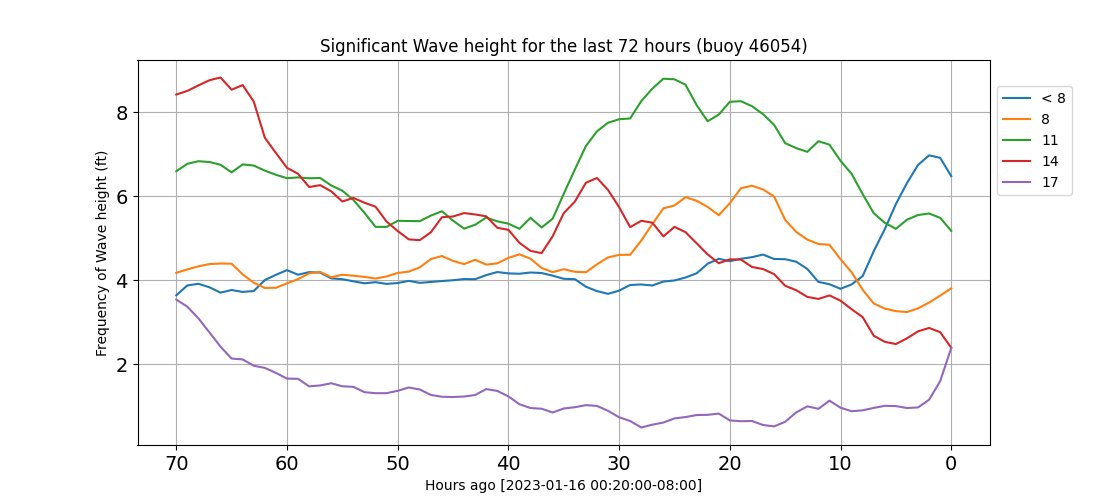 Significant Wave height for the last 72 hours (buoy 46054)
Frequency of Wave height (ft)
8
6
4
2
70 60 50 40 30 20 10 0
Hours ago [2023-01-16 00:20:00-08:00]
< 8
8
11
14
17